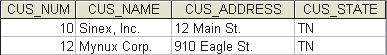 CUS_NUM CUS_NAME CUS_ADDRESS CUS_STATE
10 Sinex, Inc. 12 Main St. TN
12 Mynux Corp. 910 Eagle St. TN